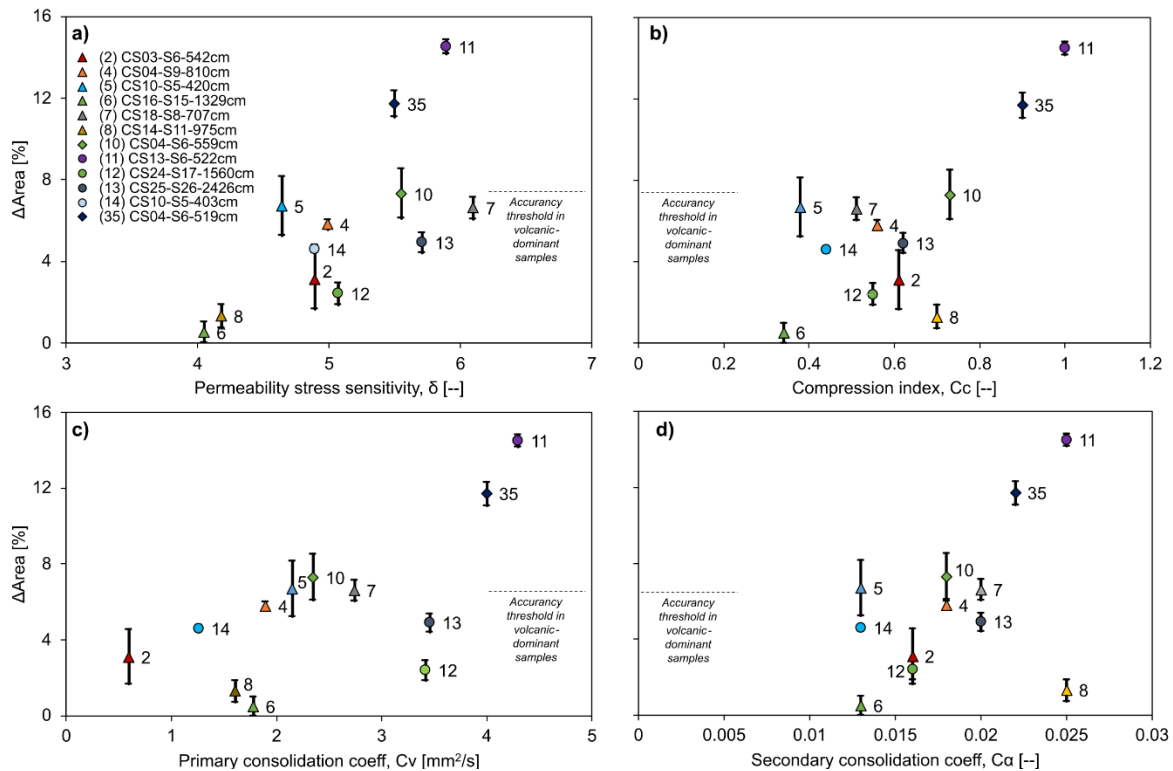 a)
16
12
8
4
0
ΔArea [%]
(2) CS03-S6-542cm
(4) CS04-S9-810cm
(5) CS10-S5-420cm
(6) CS16-S15-1329cm
(7) CS18-S8-707cm
(8) CS14-S11-975cm
(10) CS04-S6-559cm
(11) CS13-S6-522cm
(12) CS24-S17-1560cm
(13) CS25-S26-2426cm
(14) CS10-S5-403cm
(35) CS04-S6-519cm
11
35
10
5
7
4
13
14
2
12
8
6
Accurancy
threshold in
volcanic-
dominant
samples
3 4 5 6 7
Permeability stress sensitivity, δ [--]
b)
11
35
10
5
7
4
13
14
2
12
8
6
Accurancy
threshold in
volcanic-
dominant
samples
0 0.2 0.4 0.6 0.8 1 1.2
Compression index, Cc [--]
c)
16
12
8
4
0
ΔArea [%]
11
35
10
5
7
4
13
14
2
12
8
6
Accurancy
threshold in
volcanic-
dominant
samples
0 1 2 3 4 5
Primary consolidation coeff, Cv [mm²/s]
d)
11
35
10
5
7
4
13
14
2
12
8
6
Accurancy
threshold in
volcanic-
dominant
samples
0 0.005 0.01 0.015 0.02 0.025 0.03
Secondary consolidation coeff, Cα [--]